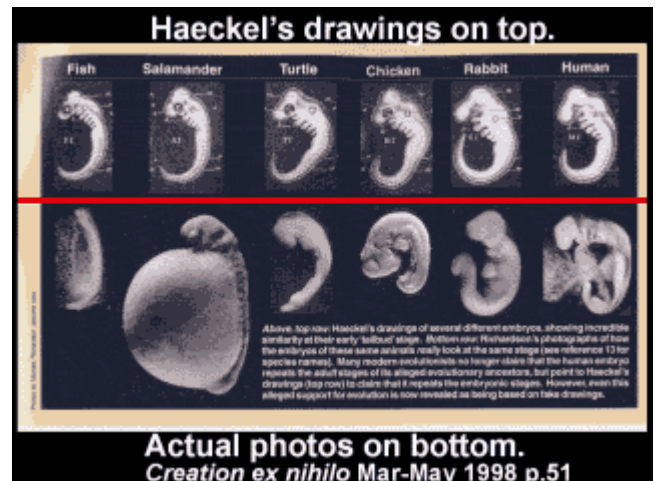 Haeckel's drawings on top.
Fish Salamander Turtle Chicken Rabbit Human
Above, top row: Haeckel's drawings of several different embryos, showing incredible
similarity at their early 'tailbud' stage. Bottom row: Richardson's photographs of how
the embryos of these same animals really look at the same stage (see reference 13 for
species names). Many modern evolutionists no longer claim that the human embryo
repeats the adult stages of its alleged evolutionary ancestors, but point to Haeckel's
drawings (top row) to claim that it repeats the embryonic stages. However, even this
alleged support for evolution is now revealed as being based on fake drawings.
Actual photos on bottom.
Creation ex nihilo Mar-May 1998 p.51